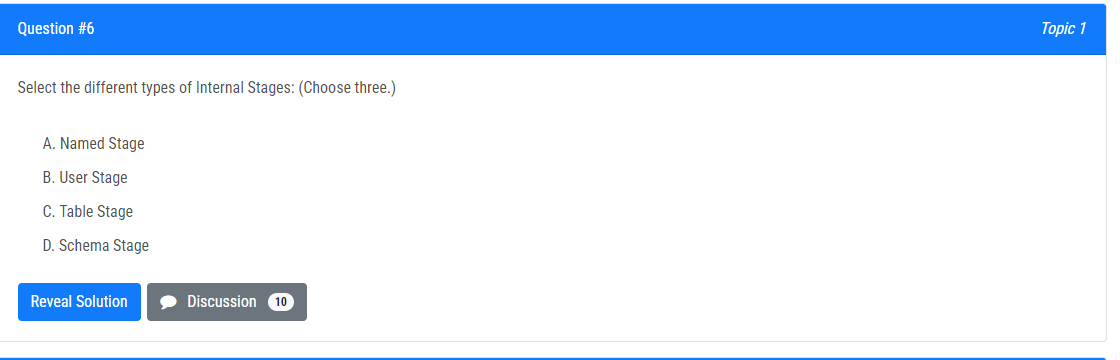 Question #6
Topic 1
Select the different types of Internal Stages: (Choose three.)
A. Named Stage
B. User Stage
C. Table Stage
D. Schema Stage
Reveal Solution
Discussion 10